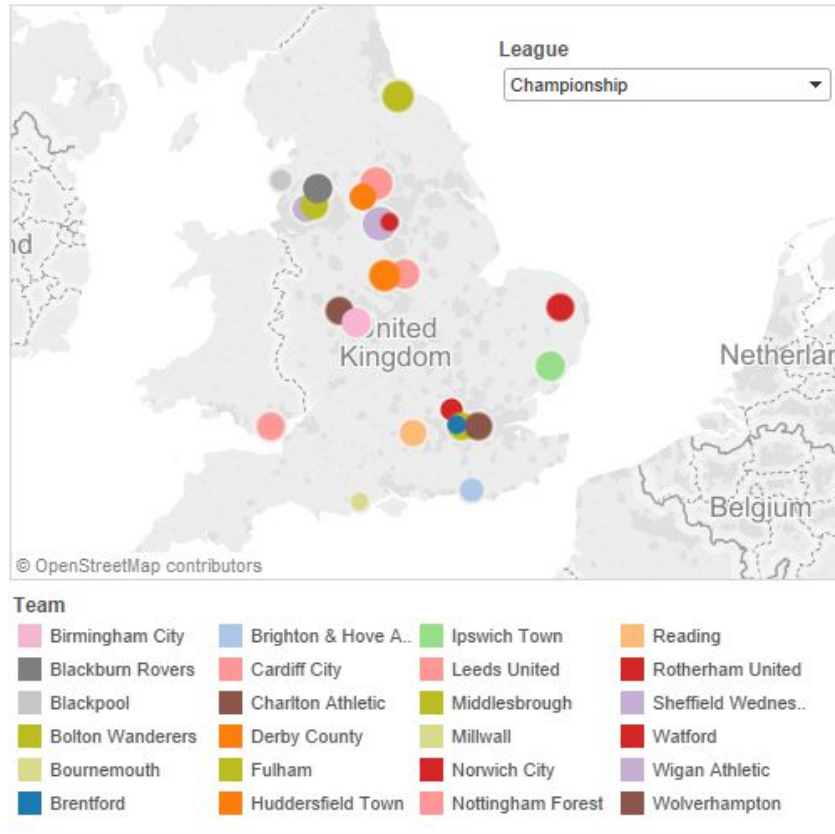 League
Championship
nd
United
Kingdom
Netherlan
Belgium
© OpenStreetMap contributors
Team
Birmingham City
Brighton & Hove A..
Ipswich Town
Reading
Blackburn Rovers
Cardiff City
Leeds United
Rotherham United
Blackpool
Charlton Athletic
Middlesbrough
Sheffield Wednes..
Bolton Wanderers
Derby County
Millwall
Watford
Bournemouth
Fulham
Norwich City
Wigan Athletic
Brentford
Huddersfield Town
Nottingham Forest
Wolverhampton